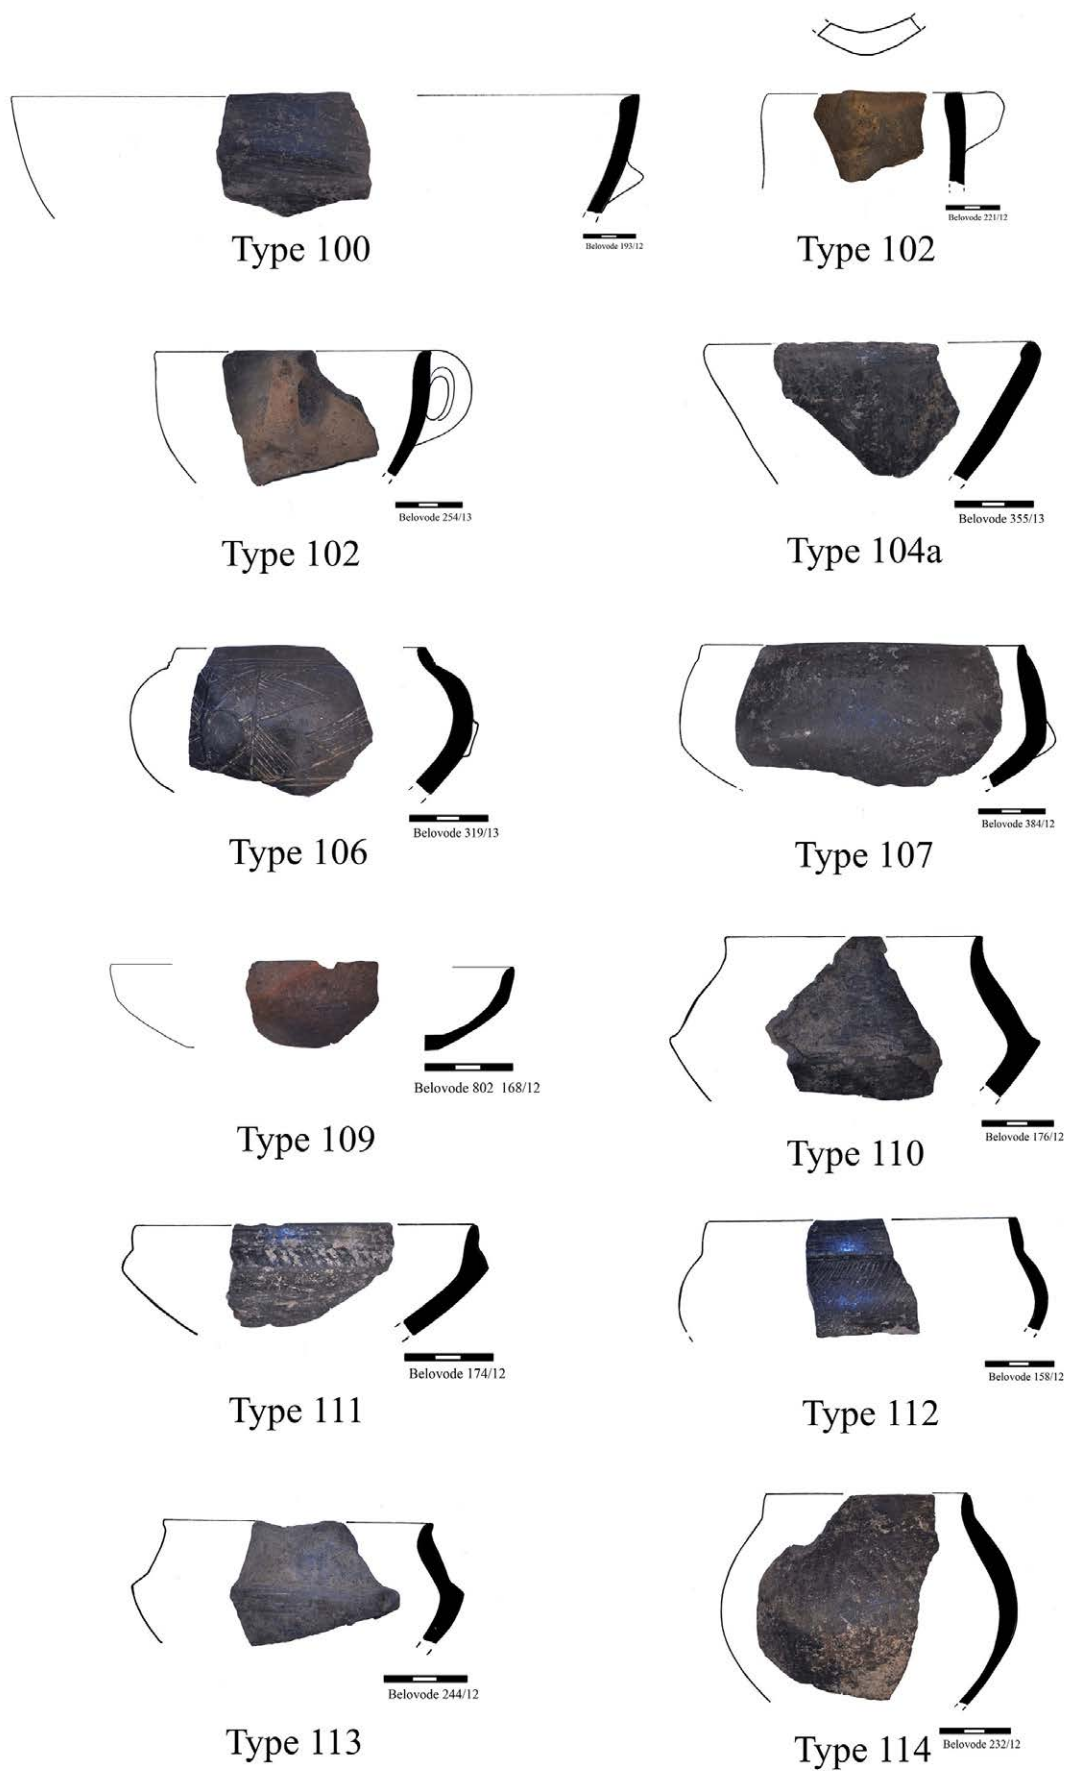 Belovode 193/12
Type 100
Belovode 221/12
Type 102
Belovode 254/13
Type 102
Belovode 355/13
Type 104a
Belovode 319/13
Type 106
Belovode 384/12
Type 107
Belovode 802 168/12
Type 109
Belovode 176/12
Type 110
Belovode 174/12
Type 111
Belovode 158/12
Type 112
Belovode 244/12
Type 113
Belovode 232/12
Type 114